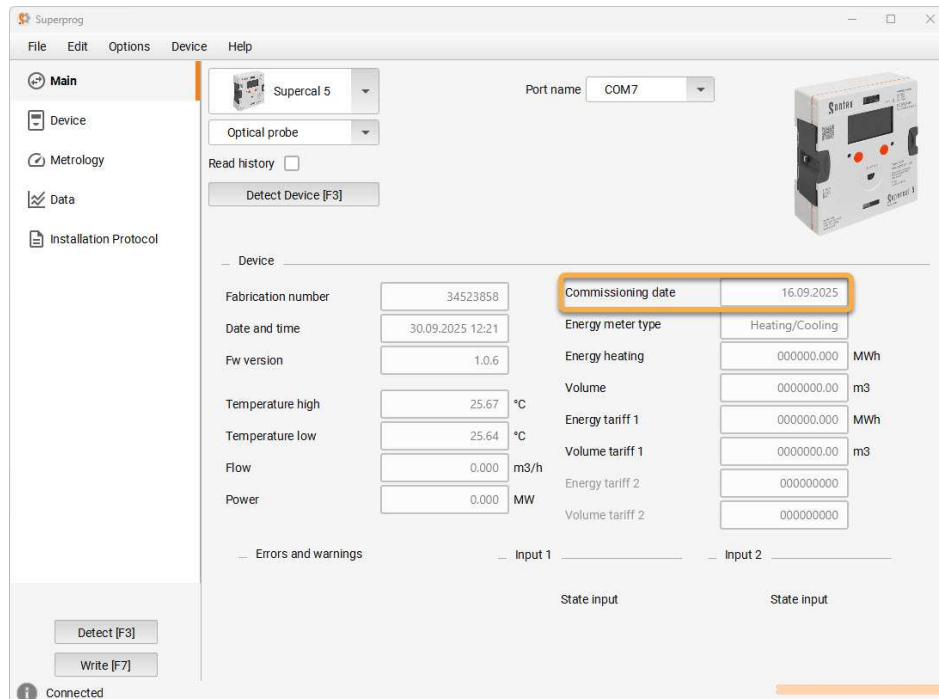 Superprog
File Edit Options Device Help
Main
Device
Metrology
Data
Installation Protocol
Supercal 5
Port name COM7
Optical probe
Read history
Detect Device [F3]
Sontex
Supercal 5
Device
Fabrication number 34523858
Date and time 30.09.2025 12:21
Fw version 1.0.6
Temperature high 25.67 °C
Temperature low 25.64 °C
Flow 0.000 m3/h
Power 0.000 MW
Commissioning date 16.09.2025
Energy meter type Heating/Cooling
Energy heating 000000.000 MWh
Volume 0000000.00 m3
Energy tariff 1 000000.000 MWh
Volume tariff 1 0000000.00 m3
Energy tariff 2 000000000
Volume tariff 2 000000000
Errors and warnings
Input 1
Input 2
State input
State input
Detect [F3]
Write [F7]
Connected